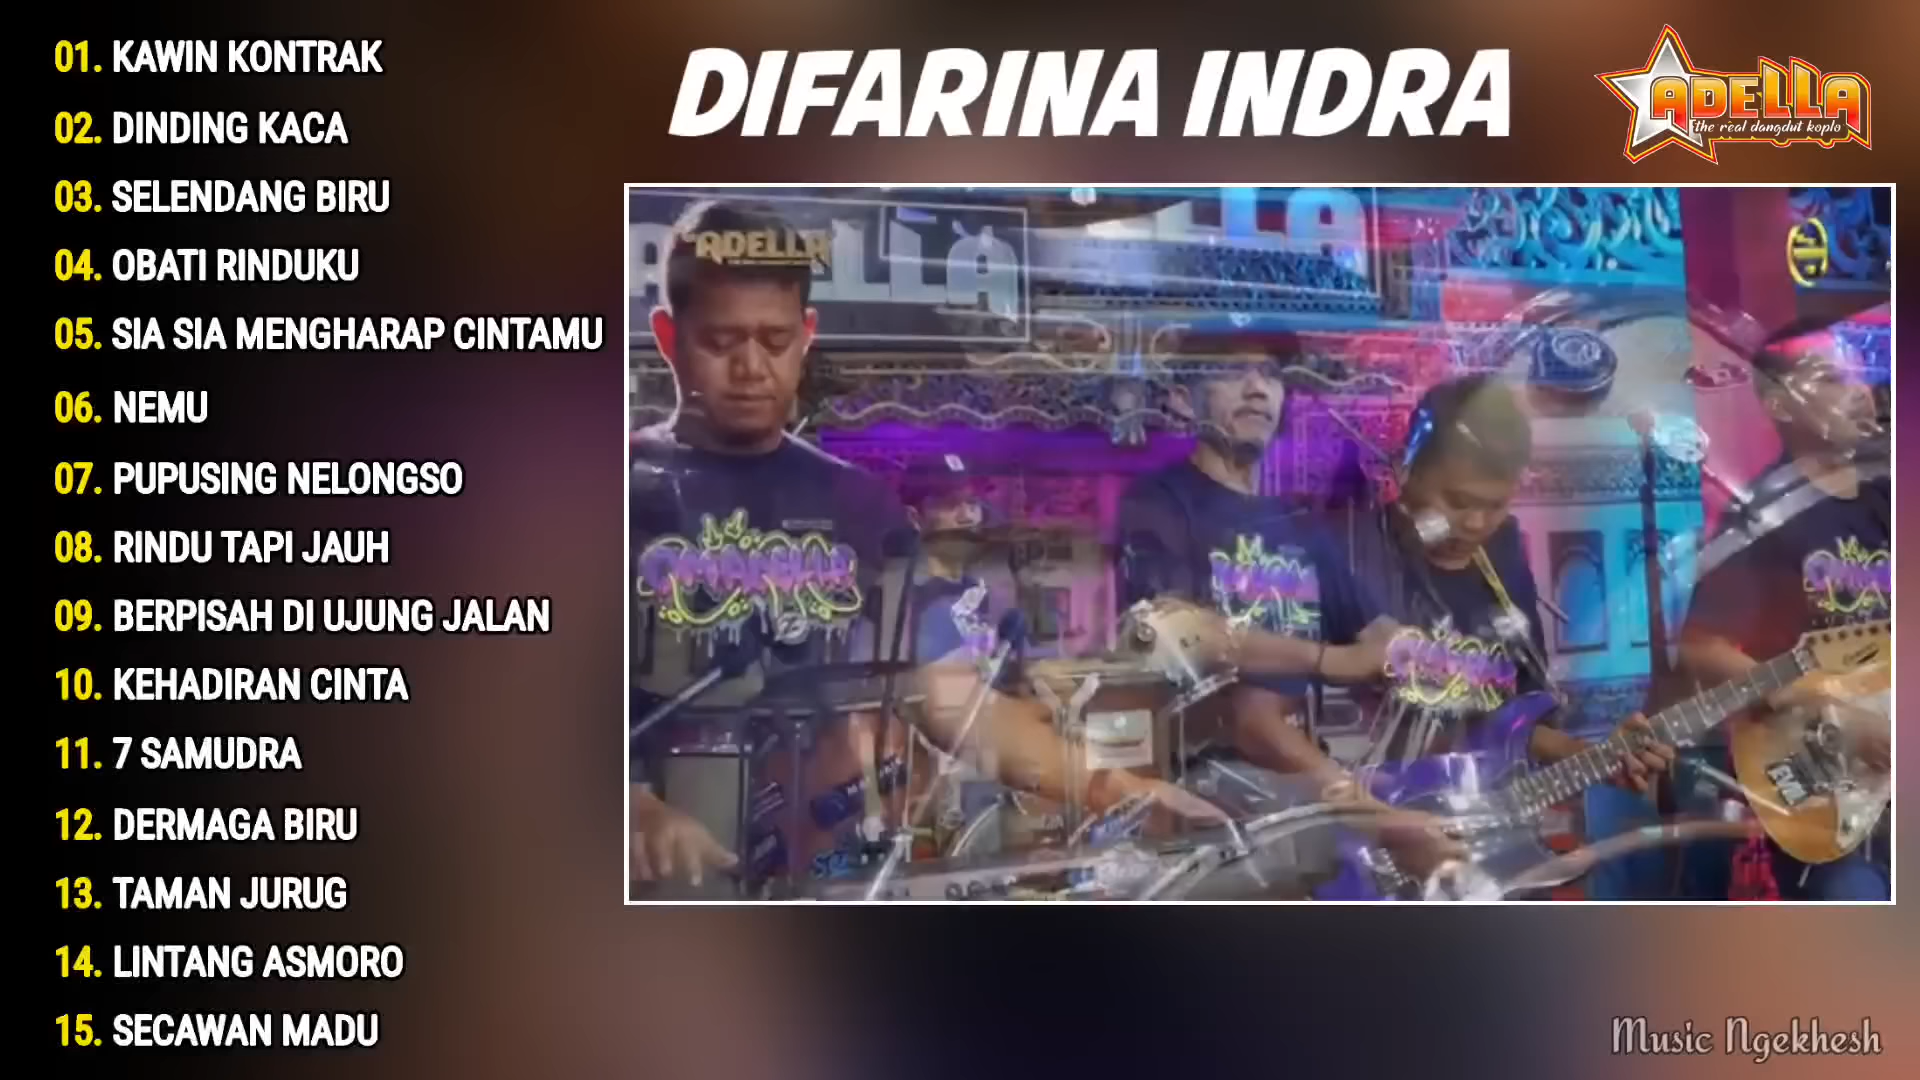 01. KAWIN KONTRAK
02. DINDING KACA
03. SELENDANG BIRU
04. OBATI RINDUKU
05. SIA SIA MENGHARAP CINTAMU
06. NEMU
07. PUPUSING NELONGSO
08. RINDU TAPI JAUH
09. BERPISAH DI UJUNG JALAN
10. KEHADIRAN CINTA
11. 7 SAMUDRA
12. DERMAGA BIRU
13. TAMAN JURUG
14. LINTANG ASMORO
15. SECAWAN MADU
DIFARINA INDRA
ADELLA
the real dangdut koplo
ADELLA
Music Ngekhesh